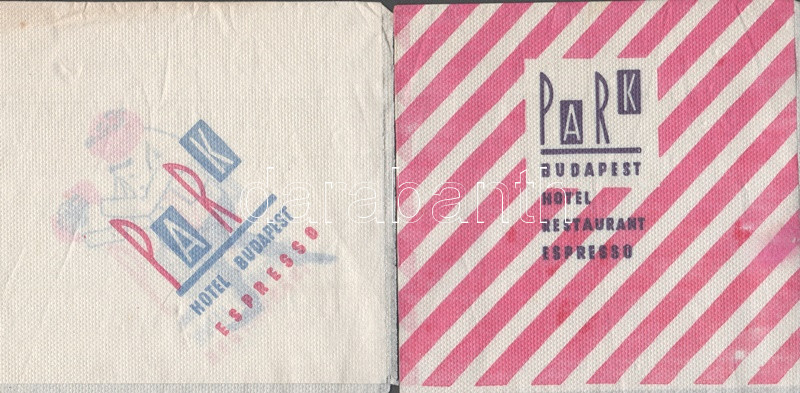 PARK
HOTEL BUDAPEST
ESPRESSO
PARK
BUDAPEST
HOTEL
RESTAURANT
ESPRESSO
darabanth